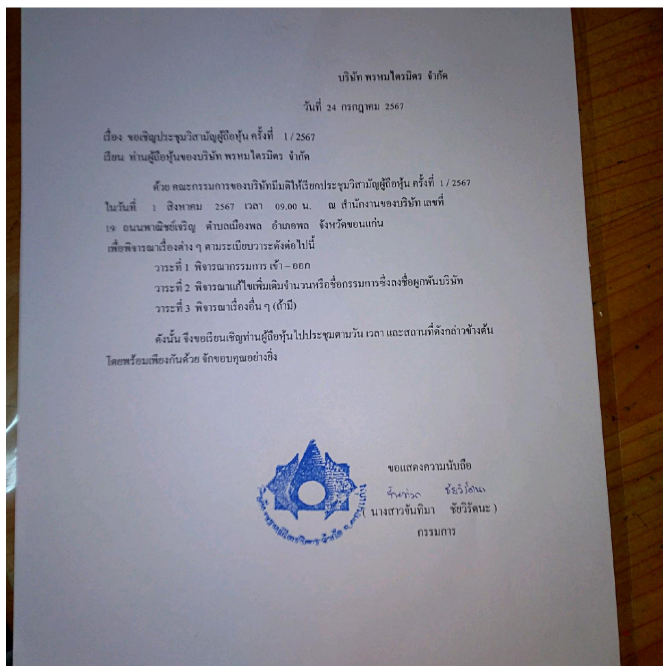 บริษัท พรหมไตรมิตร จำกัด
วันที่ 24 กรกฎาคม 2567
เรื่อง ขอเชิญประชุมวิสามัญผู้ถือหุ้น ครั้งที่ 1 / 2567
เรียน ท่านผู้ถือหุ้นของบริษัท พรหมไตรมิตร จำกัด
ด้วย คณะกรรมการของบริษัทมีมติให้เรียกประชุมวิสามัญผู้ถือหุ้น ครั้งที่ 1 / 2567
ในวันที่ 1 สิงหาคม 2567 เวลา 09.00 น. ณ สำนักงานของบริษัท เลขที่
19 ถนนพาณิชย์เจริญ ตำบลเมืองพล อำเภอพล จังหวัดขอนแก่น
เพื่อพิจารณาเรื่องต่าง ๆ ตามระเบียบวาระดังต่อไปนี้
วาระที่ 1 พิจารณากรรมการ เข้า – ออก
วาระที่ 2 พิจารณาแก้ไขเพิ่มเติมจำนวนหรือชื่อกรรมการซึ่งลงชื่อผูกพันบริษัท
วาระที่ 3 พิจารณาเรื่องอื่น ๆ (ถ้ามี)
ดังนั้น จึงขอเรียนเชิญท่านผู้ถือหุ้นไปประชุมตามวัน เวลา และสถานที่ดังกล่าวข้างต้น
โดยพร้อมเพียงกันด้วย จักขอบคุณอย่างยิ่ง
ขอแสดงความนับถือ
จันทิมา ชัยวิรัตนะ
( นางสาวจันทิมา ชัยวิรัตนะ )
กรรมการ